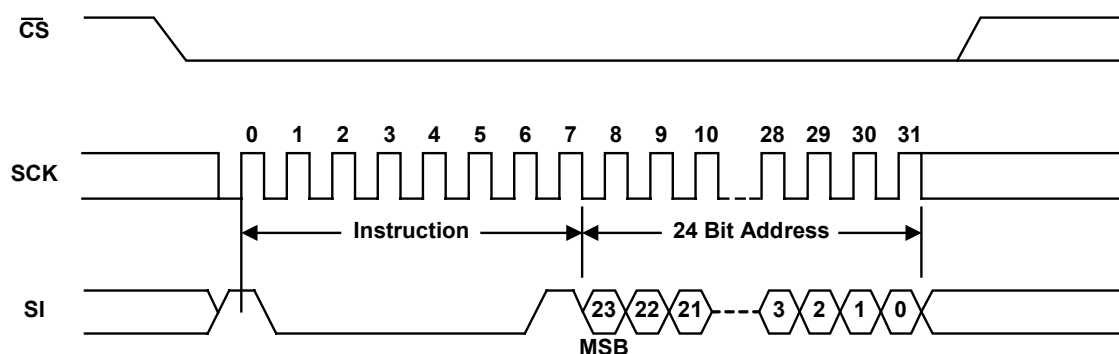 CS
0 1 2 3 4 5 6 7 8 9 10 28 29 30 31
SCK
Instruction 24 Bit Address
SI 23 22 21 3 2 1 0
MSB